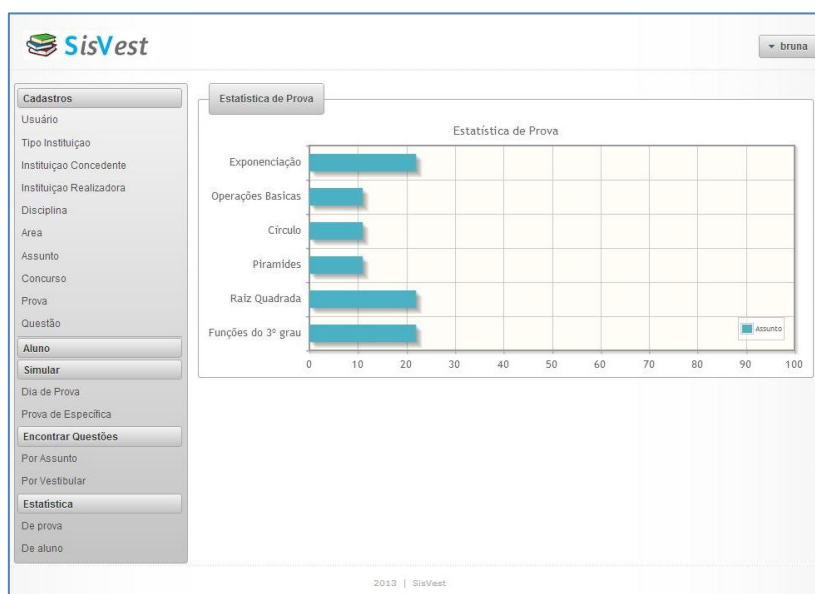 SisVest
bruna
Cadastros
Usuário
Tipo Instituiçao
Instituiçao Concedente
Instituiçao Realizadora
Disciplina
Area
Assunto
Concurso
Prova
Questão
Aluno
Simular
Dia de Prova
Prova de Específica
Encontrar Questões
Por Assunto
Por Vestibular
Estatística
De prova
De aluno
Estatistica de Prova
Estatística de Prova
Exponenciação
Operações Basicas
Círculo
Piramides
Raiz Quadrada
Funções do 3º grau
Assunto
0 10 20 30 40 50 60 70 80 90 100
2013 | SisVest